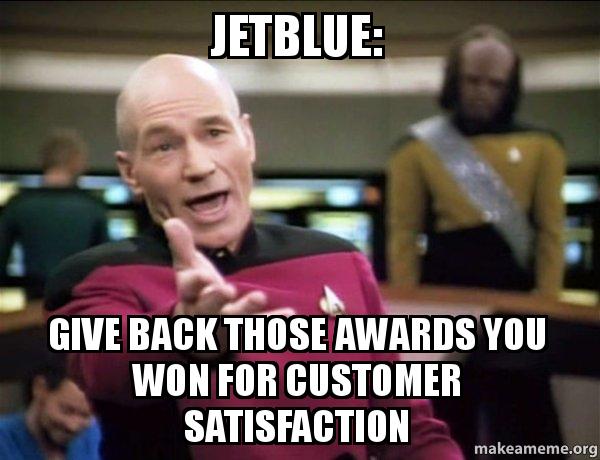 JETBLUE:
GIVE BACK THOSE AWARDS YOU
WON FOR CUSTOMER
SATISFACTION
makeameme.org